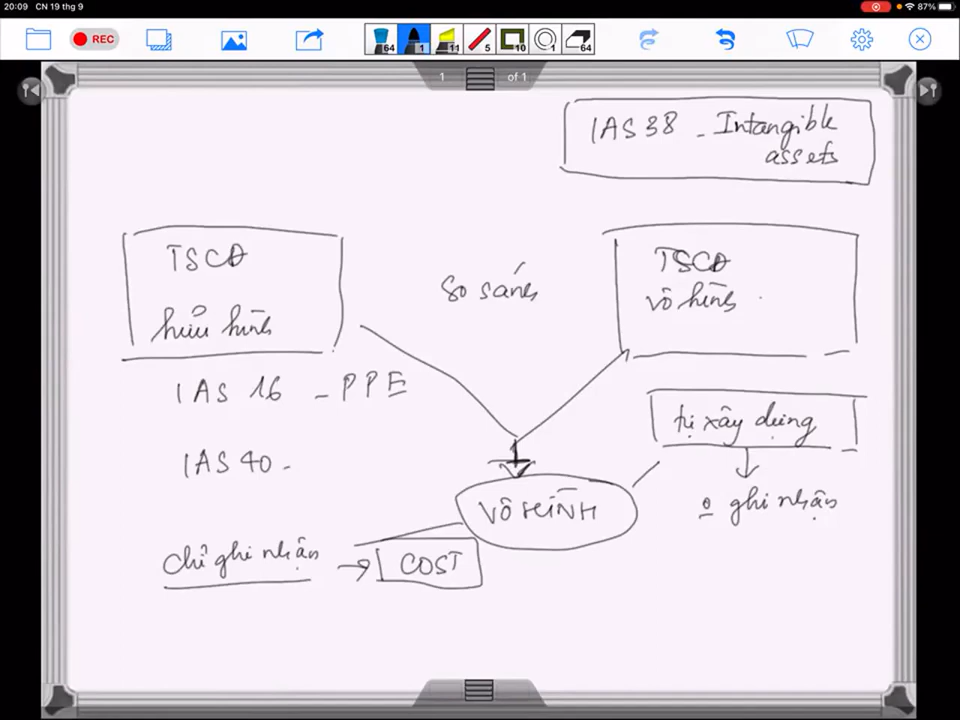 20:09 CN 19 thg 9
87%
REC
64
1
11
5
10
1
64
1 of 1
IAS 38 - Intangible
assets
TSCĐ
hữu hình
So sánh
TSCĐ
vô hình
IAS 16 - PPE
IAS 40 -
tự xây dựng
VÔ HÌNH
ghi nhận
chỉ ghi nhận → COST